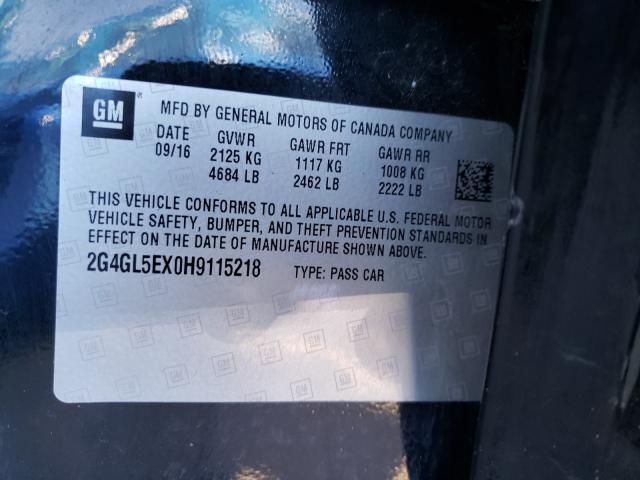 GM
MFD BY GENERAL MOTORS OF CANADA COMPANY
DATE GVWR GAWR FRT GAWR RR
09/16 2125 KG 1117 KG 1008 KG
4684 LB 2462 LB 2222 LB
THIS VEHICLE CONFORMS TO ALL APPLICABLE U.S. FEDERAL MOTOR
VEHICLE SAFETY, BUMPER, AND THEFT PREVENTION STANDARDS IN
EFFECT ON THE DATE OF MANUFACTURE SHOWN ABOVE.
2G4GL5EX0H9115218 TYPE: PASS CAR